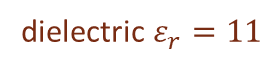 dielectric 𝜀ᵣ = 11